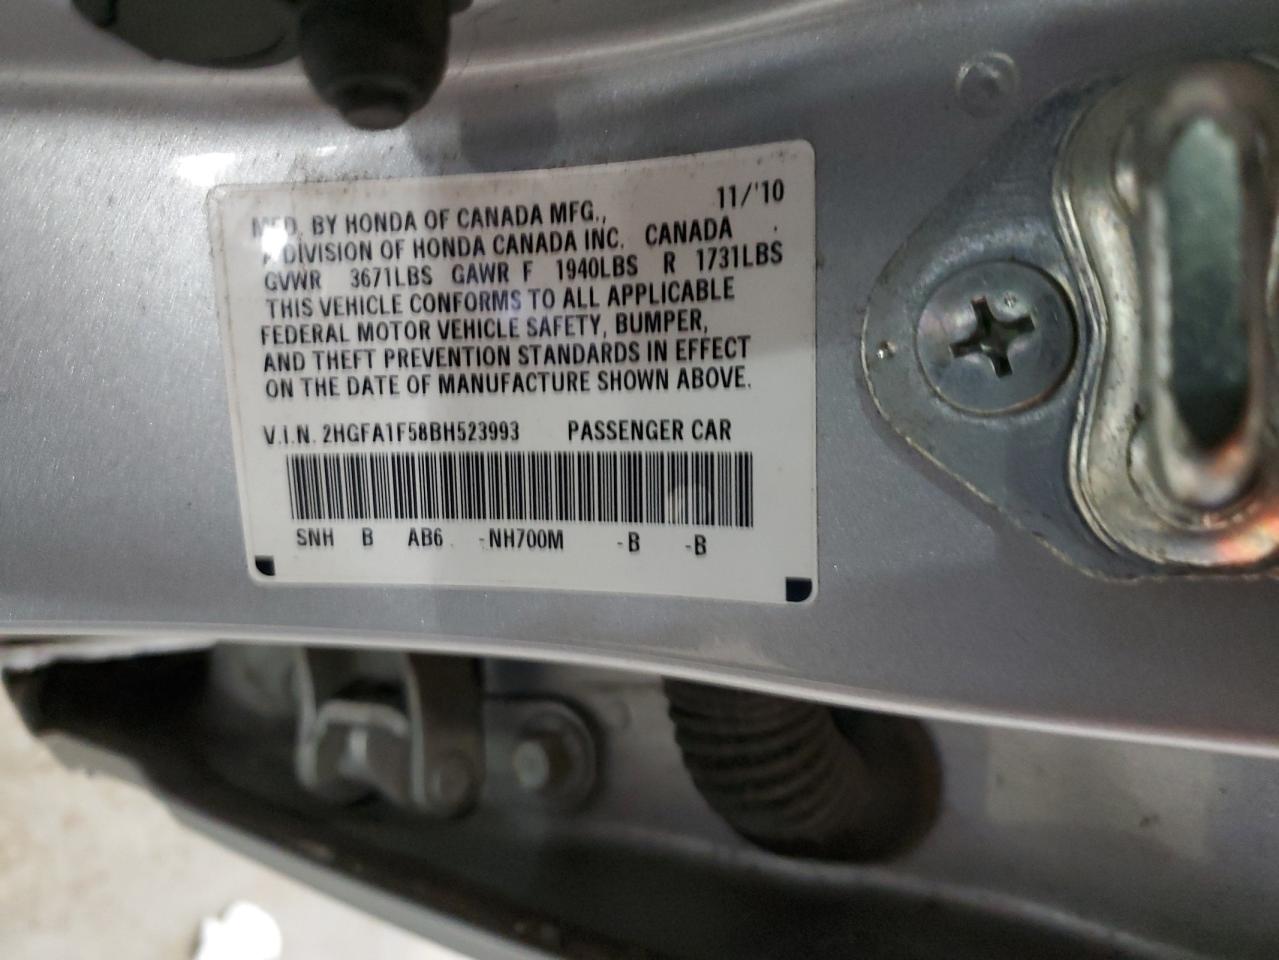 11/'10
MFD. BY HONDA OF CANADA MFG.,
A DIVISION OF HONDA CANADA INC. CANADA
GVWR 3671LBS GAWR F 1940LBS R 1731LBS
THIS VEHICLE CONFORMS TO ALL APPLICABLE
FEDERAL MOTOR VEHICLE SAFETY, BUMPER,
AND THEFT PREVENTION STANDARDS IN EFFECT
ON THE DATE OF MANUFACTURE SHOWN ABOVE.
V.I.N. 2HGFA1F58BH523993 PASSENGER CAR
SNH B AB6 -NH700M -B -B